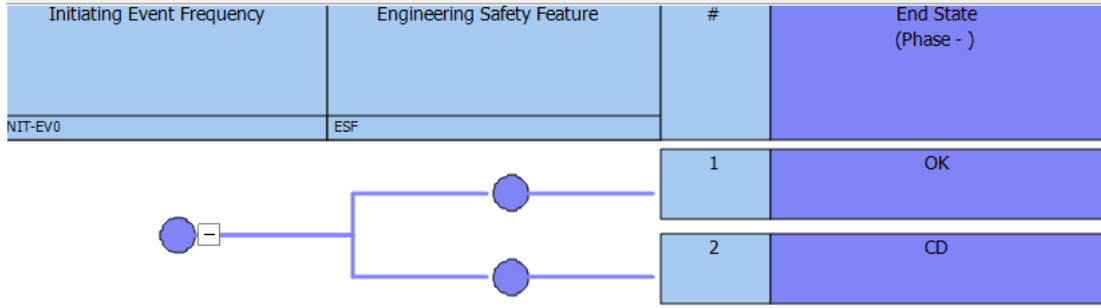 Initiating Event Frequency
Engineering Safety Feature
#
End State
(Phase - )
NIT-EV0
ESF
1
OK
2
CD